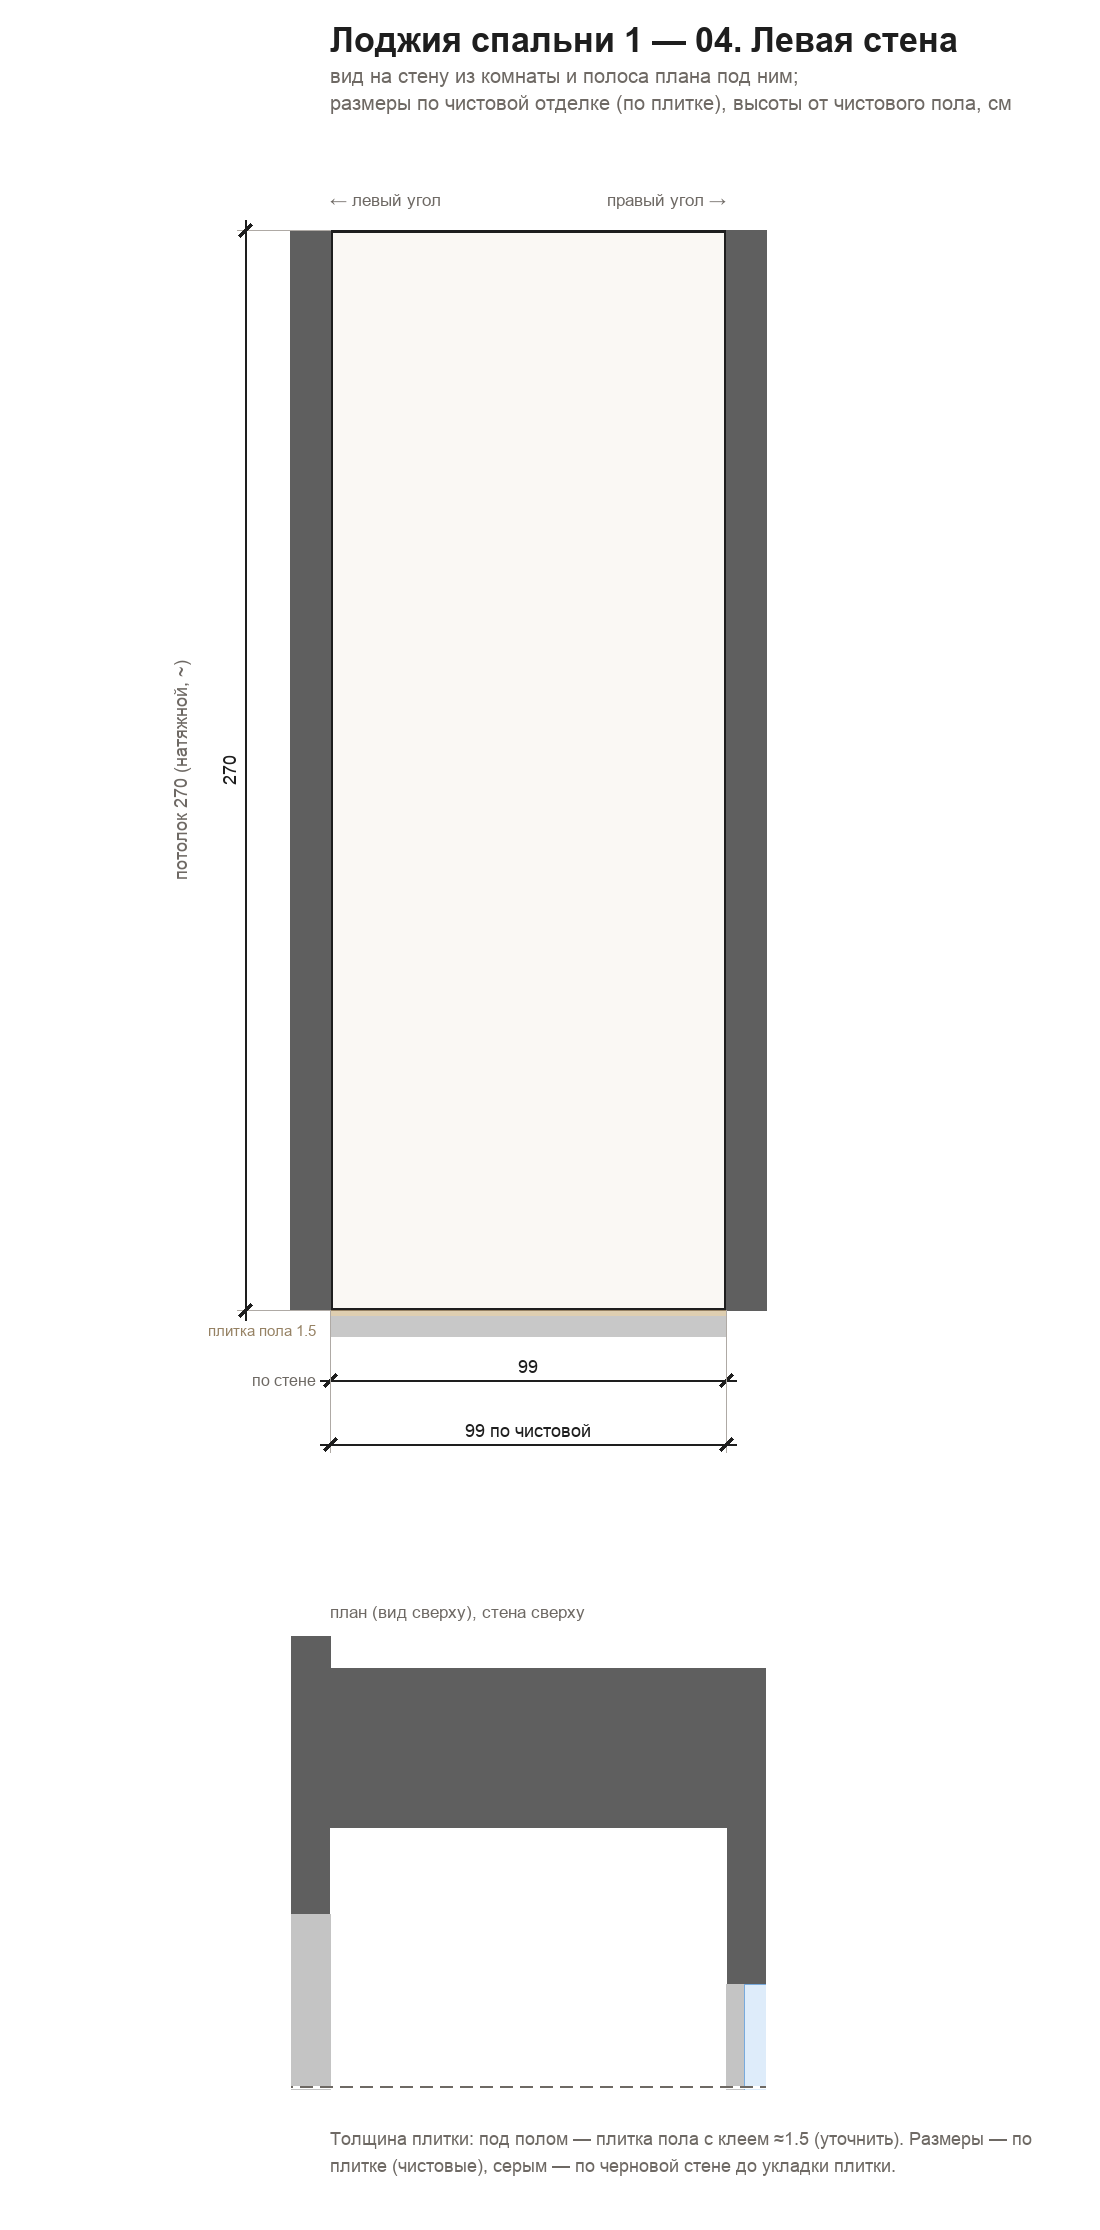 Лоджия спальни 1 — 04. Левая стена
вид на стену из комнаты и полоса плана под ним;
размеры по чистовой отделке (по плитке), высоты от чистового пола, см
← левый угол
правый угол →
потолок 270 (натяжной, ~)
270
плитка пола 1.5
99
по стене
99 по чистовой
план (вид сверху), стена сверху
Толщина плитки: под полом — плитка пола с клеем ≈1.5 (уточнить). Размеры — по
плитке (чистовые), серым — по черновой стене до укладки плитки.